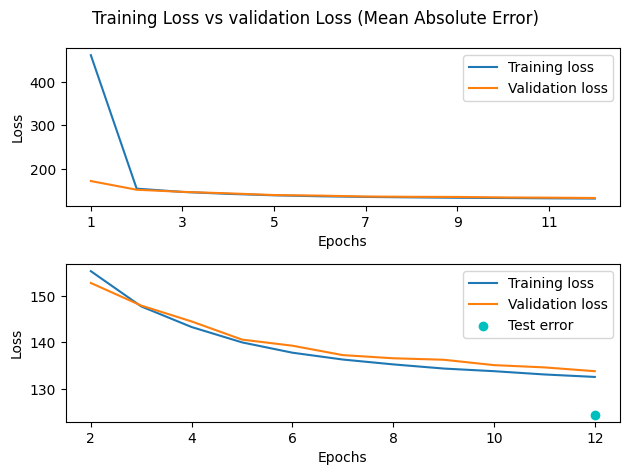 Training Loss vs validation Loss (Mean Absolute Error)
400
300
200
Loss
Training loss
Validation loss
1 3 5 7 9 11
Epochs
150
140
130
Loss
Training loss
Validation loss
Test error
2 4 6 8 10 12
Epochs